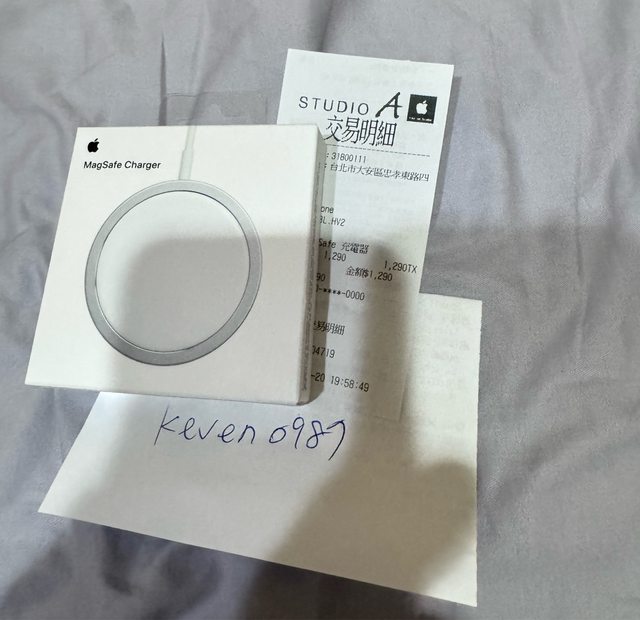 MagSafe Charger
STUDIO A
交易明細
: 31800111
: 台北市大安區忠孝東路四
one
L.HV2
Safe 充電器
1,290 1,290TX
90 金額$1,290
-****-0000
易明細
04719
-20 19:58:49
keven0987